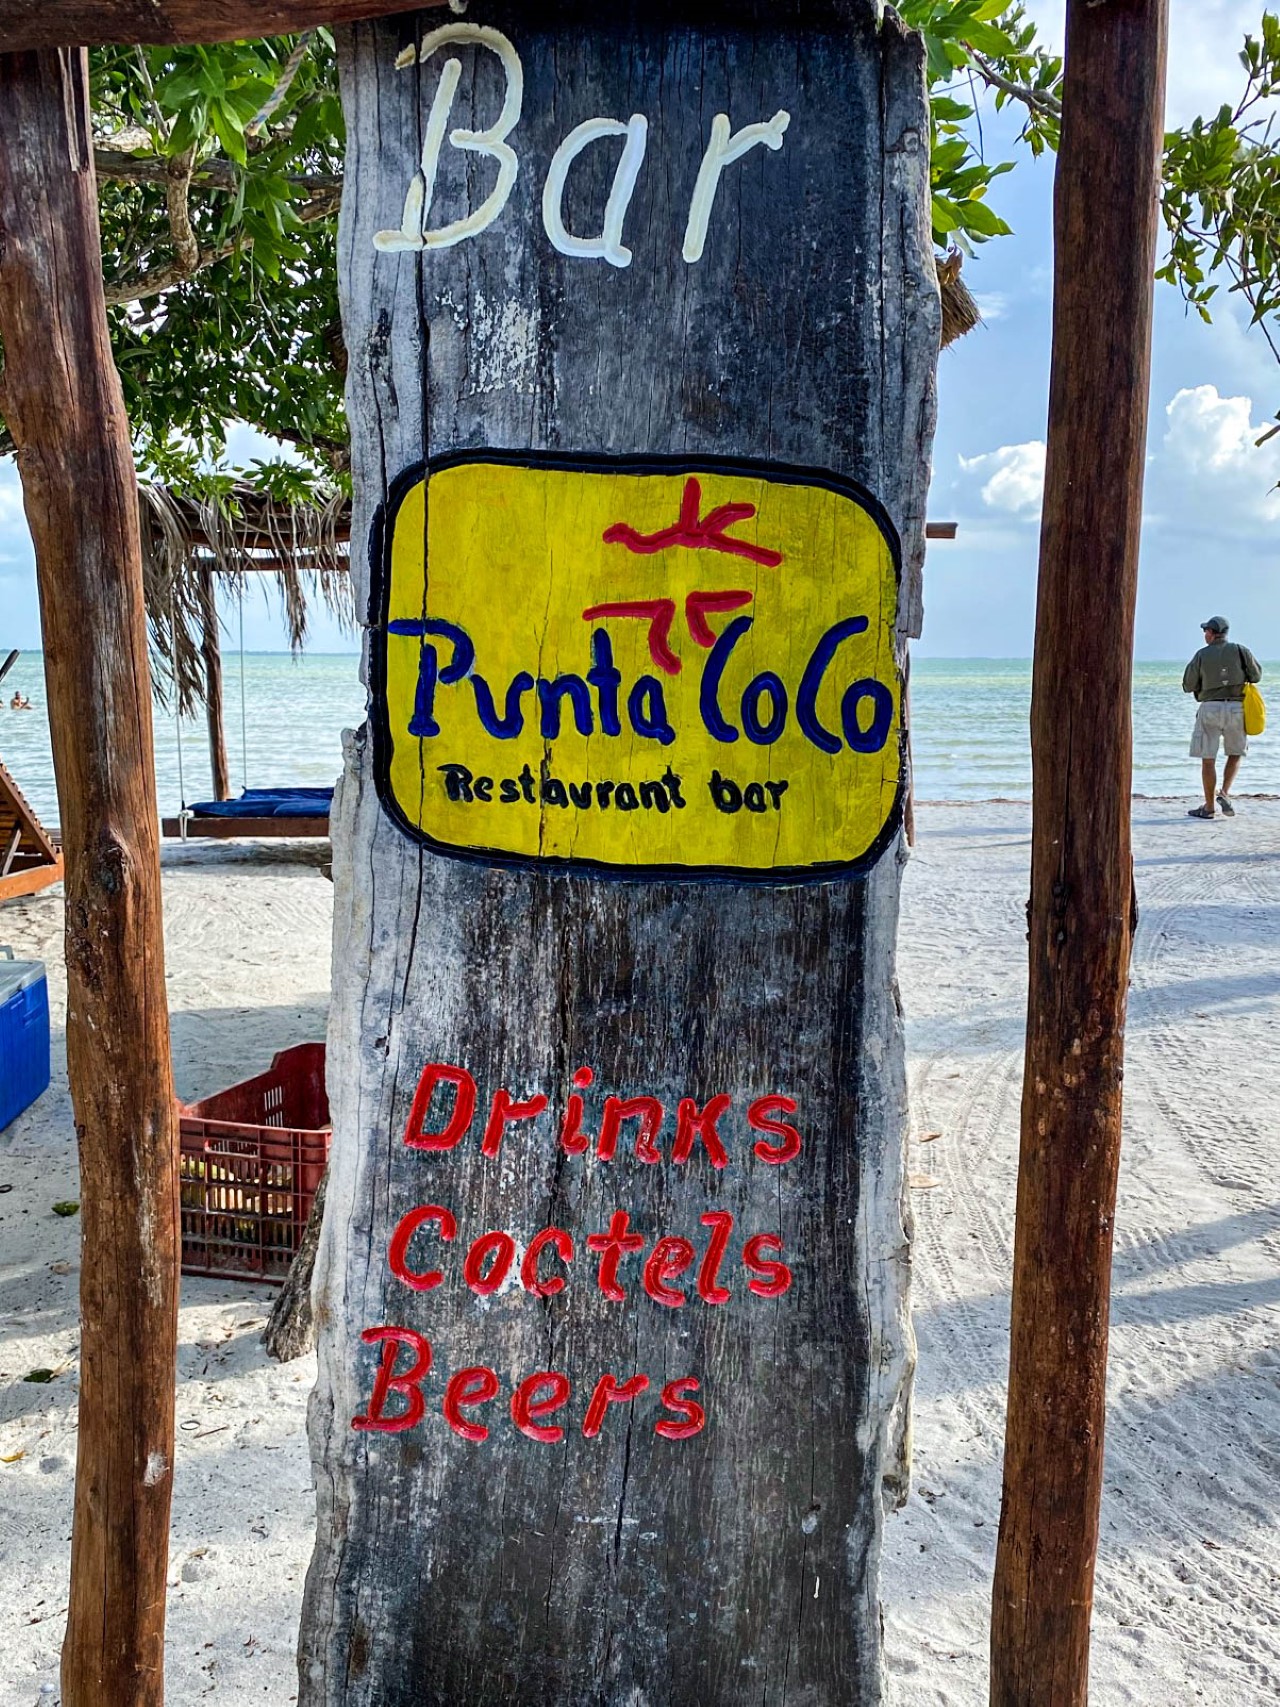 Bar
Punta CoCo
Restaurant bar
Drinks
Coctels
Beers